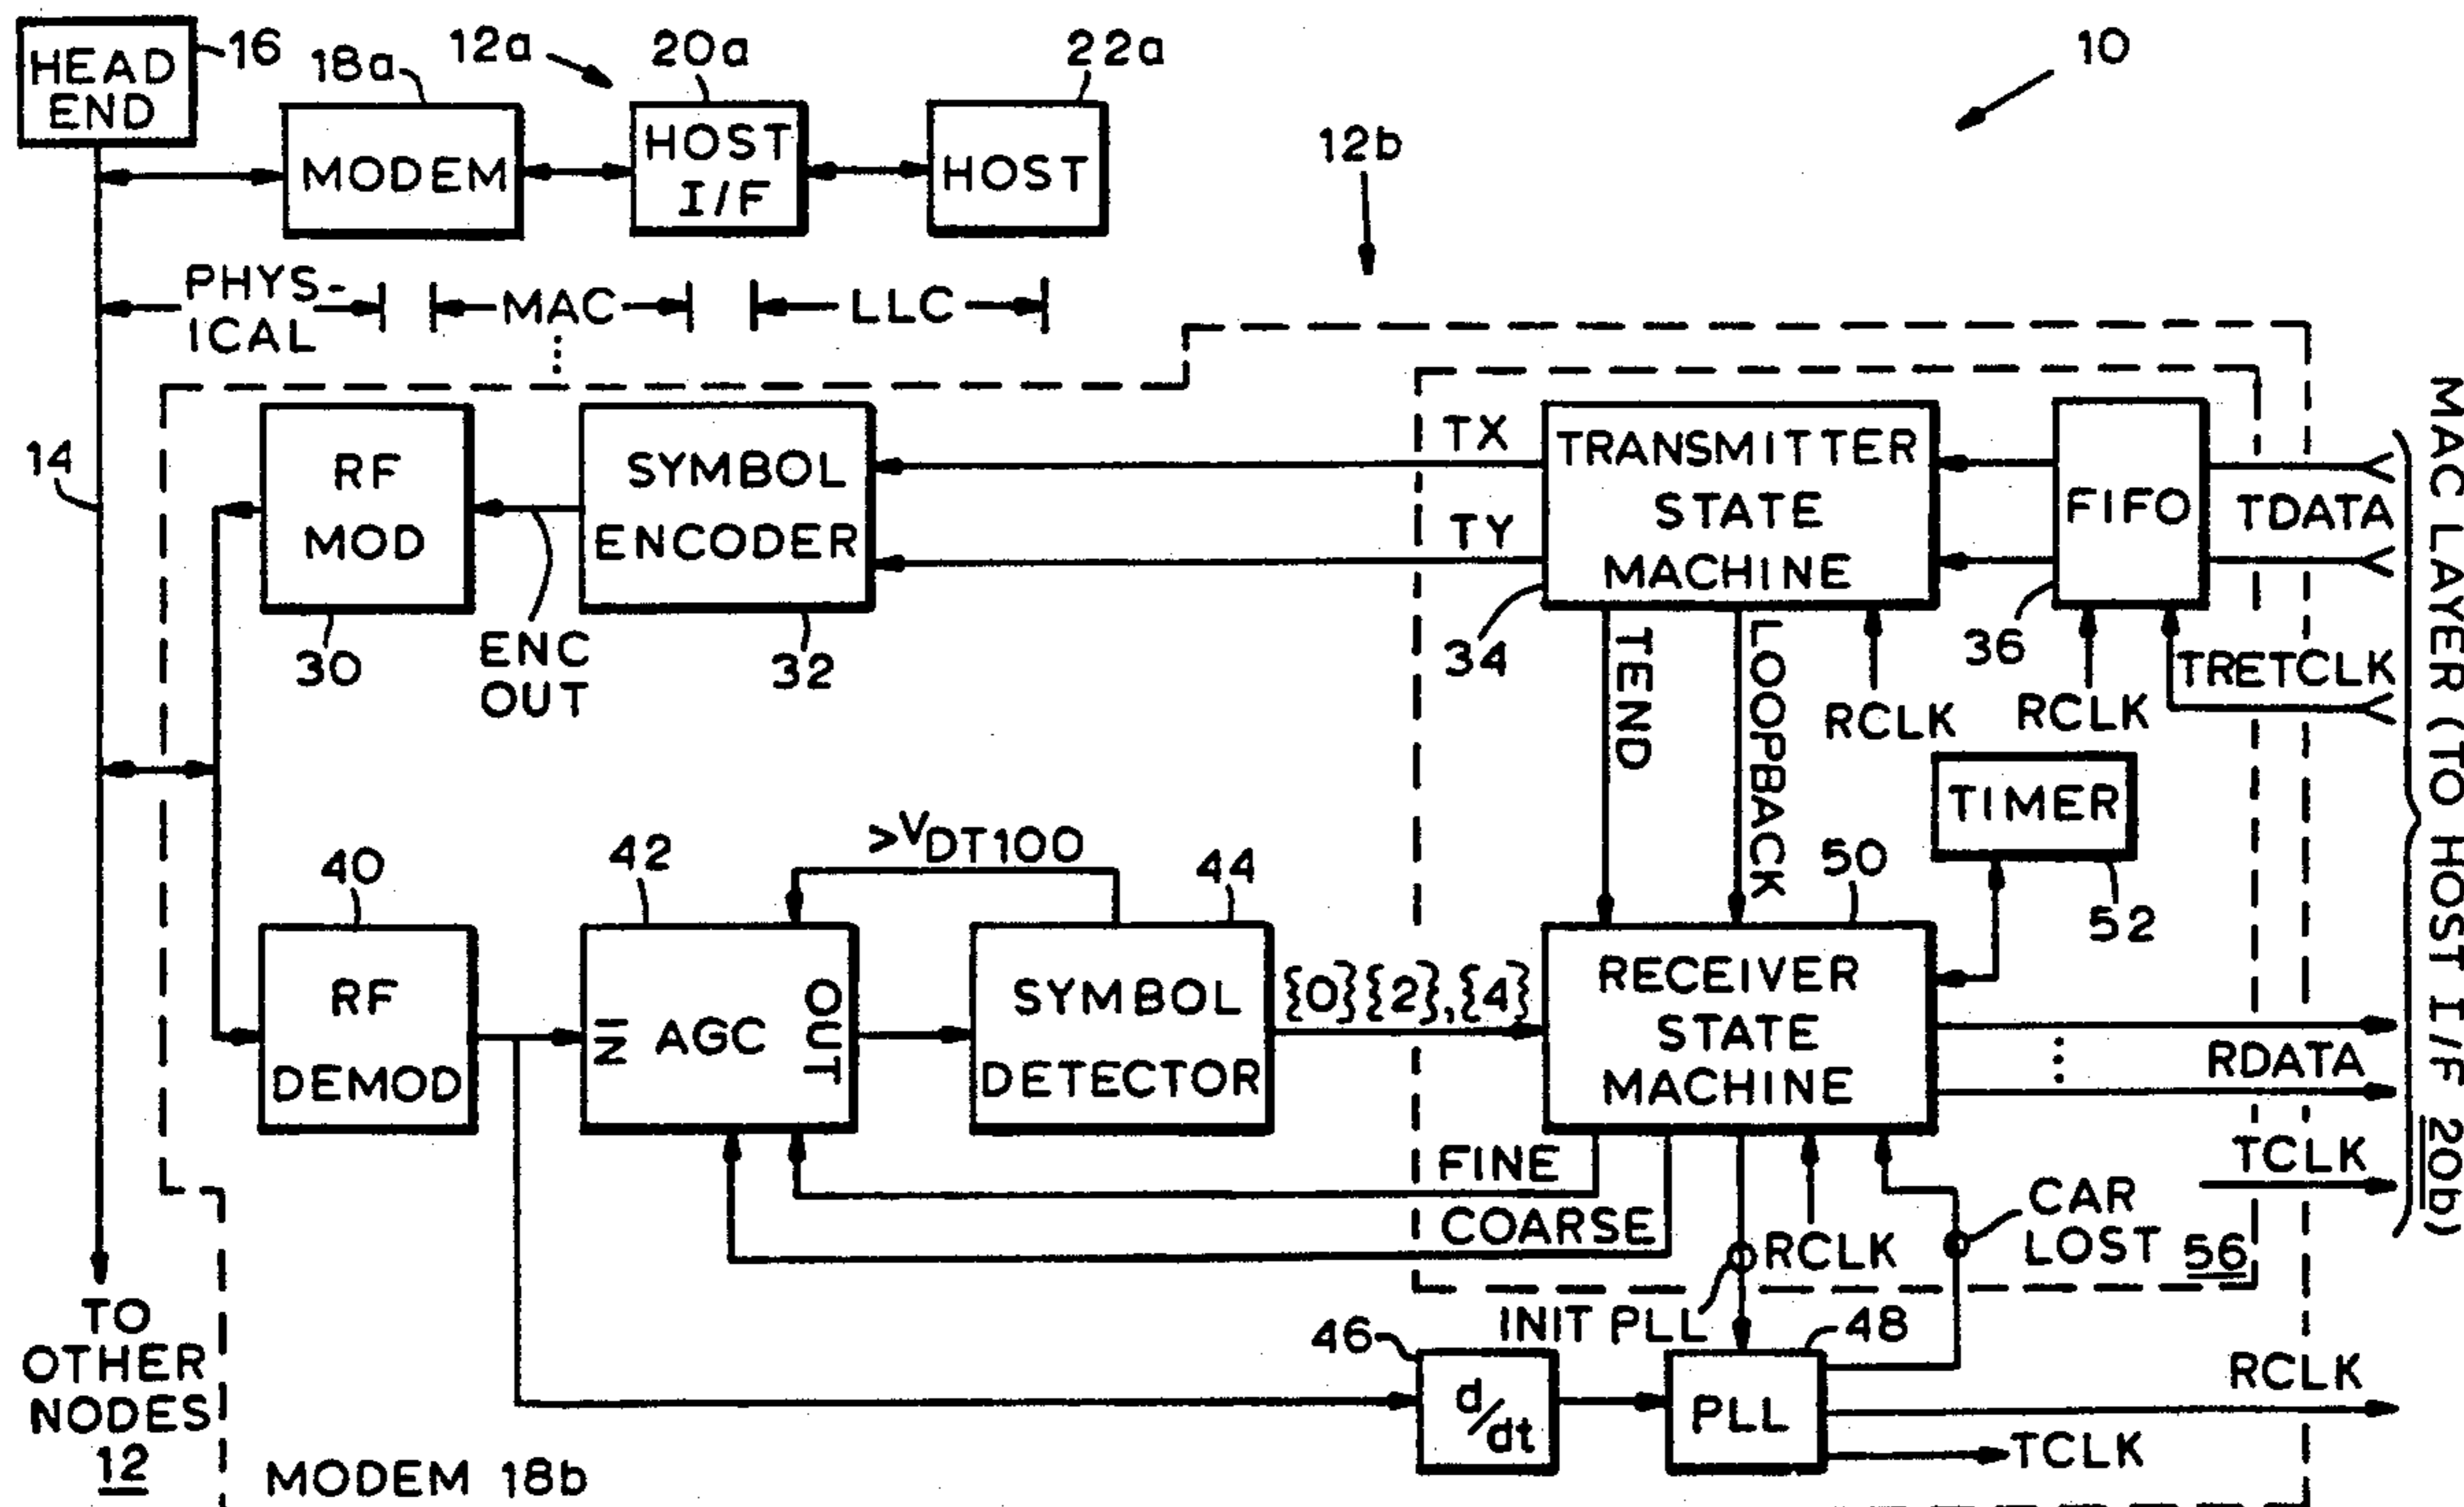 HEAD
END
16
18a
12a
20a
22a
10
MODEM
HOST
I/F
HOST
12b
PHYS-
ICAL
MAC
LLC
14
RF
MOD
30
ENC
OUT
SYMBOL
ENCODER
32
TX
TY
TRANSMITTER
STATE
MACHINE
34
FIFO
36
TDATA
TRETCLK
RCLK
RCLK
TEND
LOOPBACK
TIMER
52
MAC LAYER (TO HOST I/F 20b)
40
RF
DEMOD
42
IN
AGC
OUT
>VDT100
44
SYMBOL
DETECTOR
{0}{2},{4}
50
RECEIVER
STATE
MACHINE
RDATA
TCLK
FINE
COARSE
RCLK
CAR
LOST
56
INIT PLL
46
d/dt
48
PLL
RCLK
TCLK
TO
OTHER
NODES
12
MODEM 18b